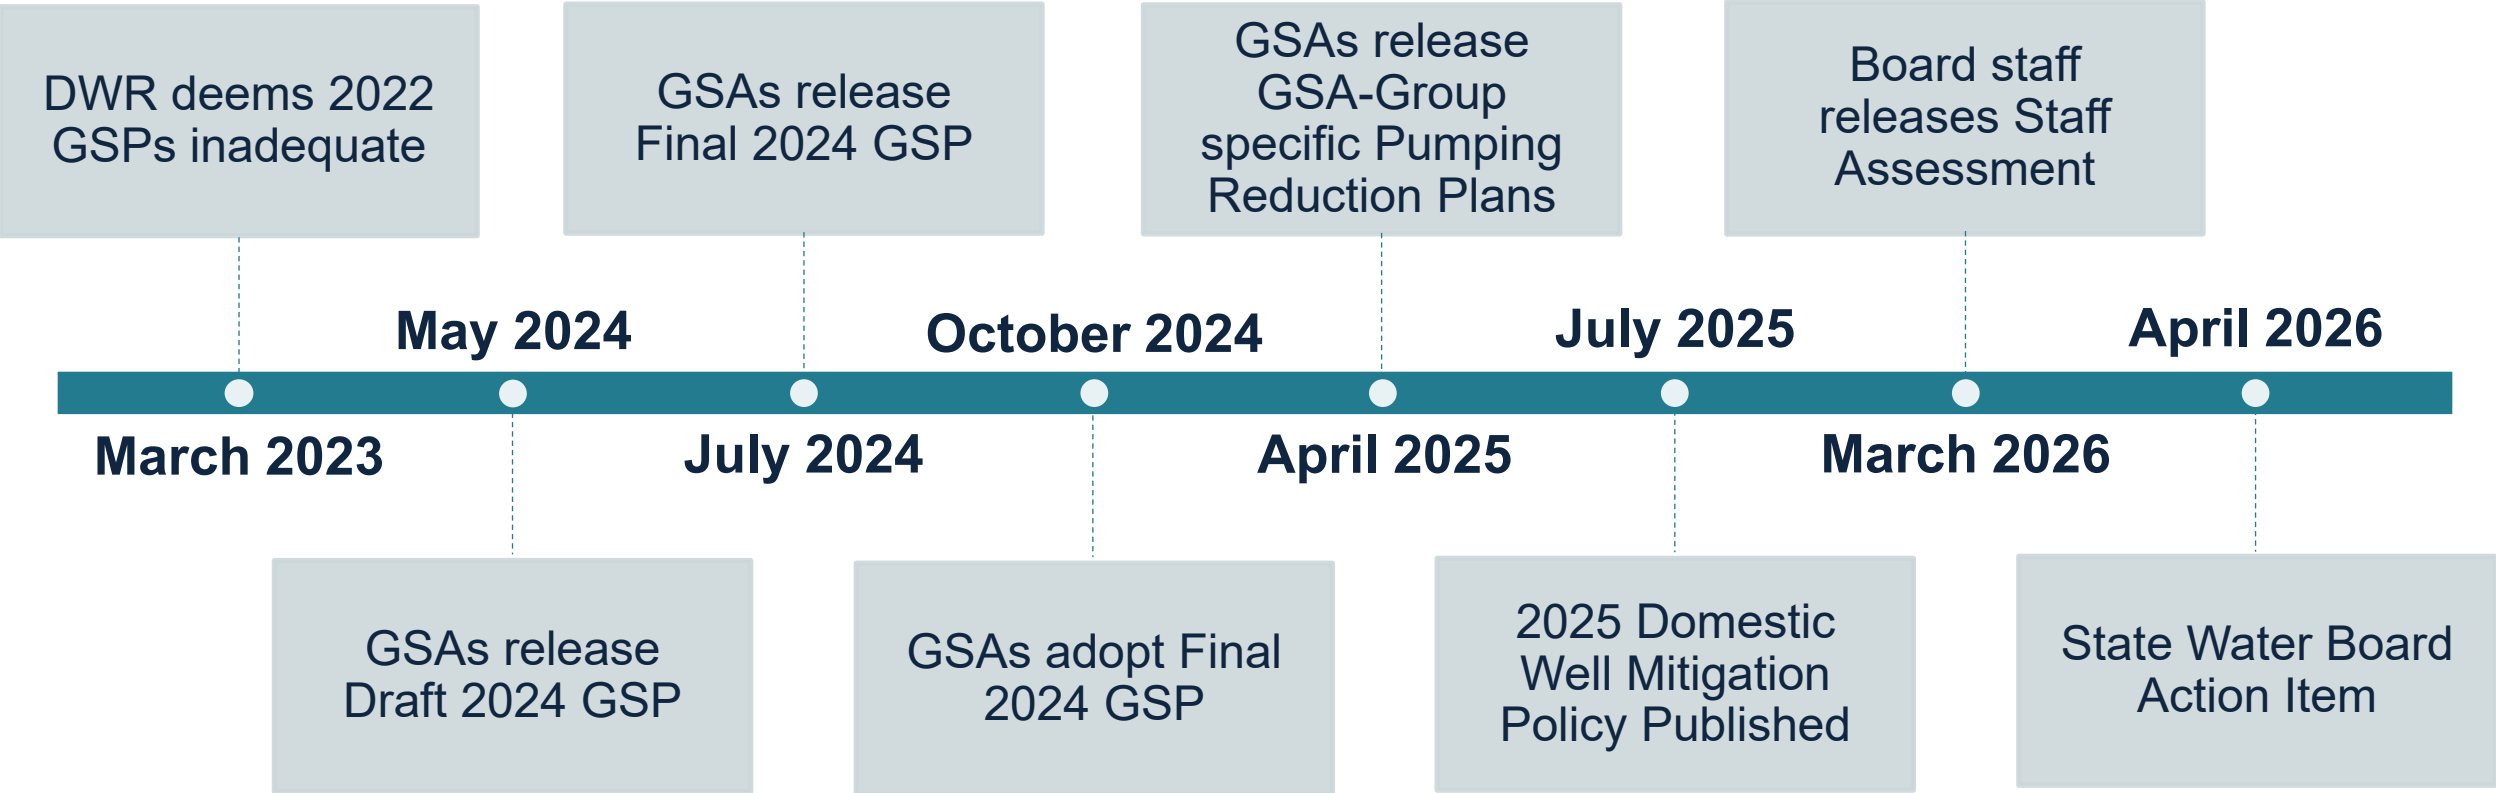 DWR deems 2022
GSPs inadequate
GSAs release
Final 2024 GSP
GSAs release
GSA-Group
specific Pumping
Reduction Plans
Board staff
releases Staff
Assessment
May 2024
October 2024
July 2025
April 2026
March 2023
July 2024
April 2025
March 2026
GSAs release
Draft 2024 GSP
GSAs adopt Final
2024 GSP
2025 Domestic
Well Mitigation
Policy Published
State Water Board
Action Item